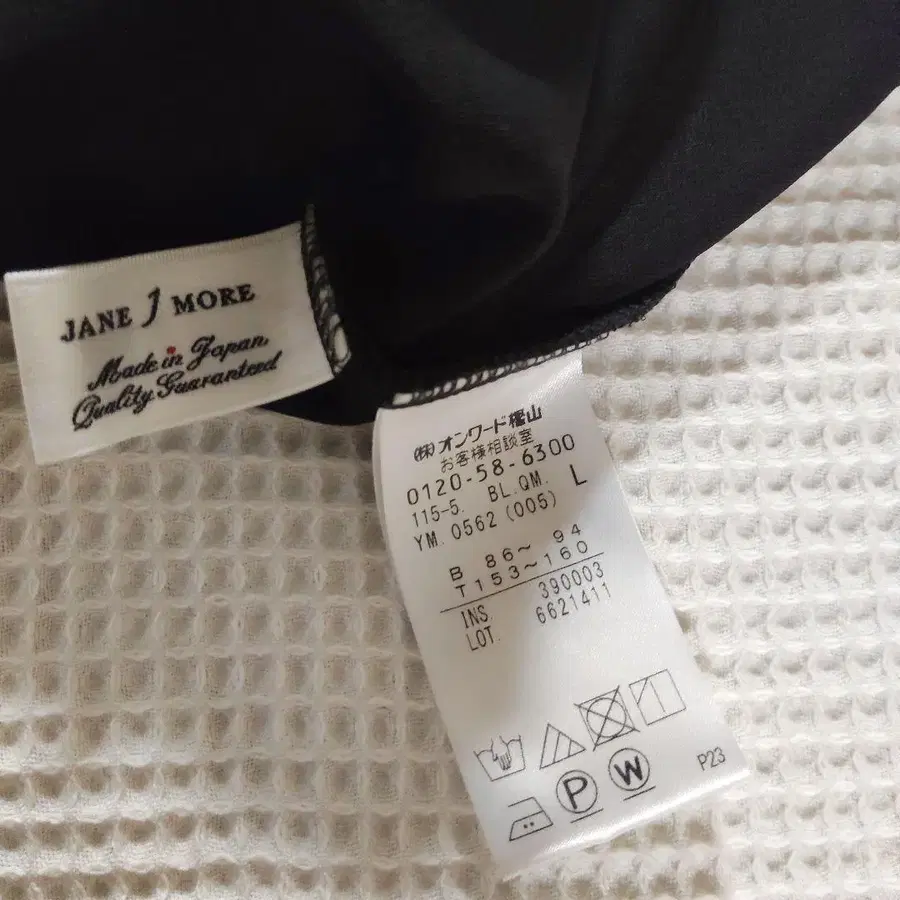 JANE J MORE
Made in Japan
Quality Guaranteed
㈱オンワード樫山
お客様相談室
0120-58-6300
115-5. BL.QM. L
YM. 0562 (005)
B 86~ 94
T153~160
INS. 390003
LOT. 6621411
P W
P23